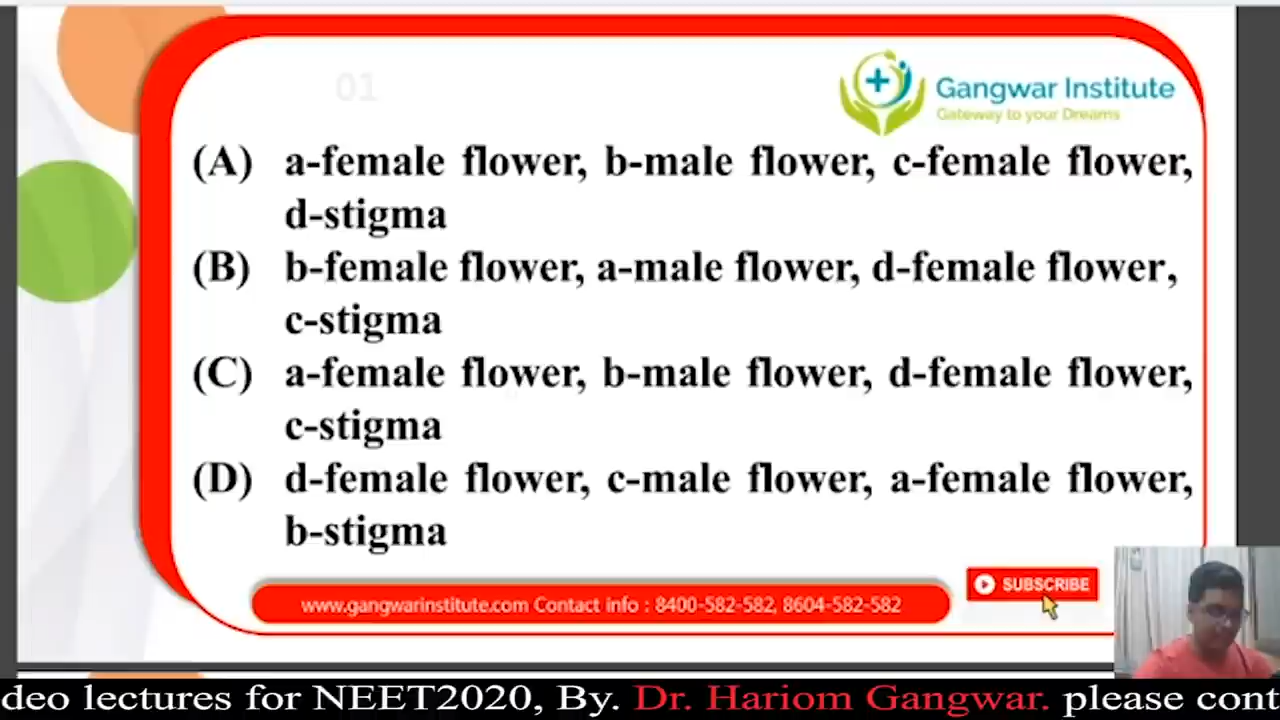 01
Gangwar Institute
Gateway to your Dreams
(A) a-female flower, b-male flower, c-female flower,
d-stigma
(B) b-female flower, a-male flower, d-female flower,
c-stigma
(C) a-female flower, b-male flower, d-female flower,
c-stigma
(D) d-female flower, c-male flower, a-female flower,
b-stigma
SUBSCRIBE
www.gangwarinstitute.com Contact info : 8400-582-582, 8604-582-582
deo lectures for NEET2020, By. Dr. Hariom Gangwar. please cont